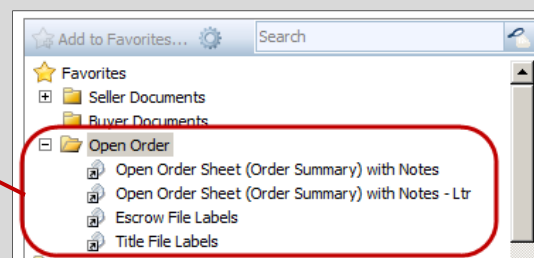 Add to Favorites... Search
Favorites
Seller Documents
Buyer Documents
Open Order
Open Order Sheet (Order Summary) with Notes
Open Order Sheet (Order Summary) with Notes - Ltr
Escrow File Labels
Title File Labels